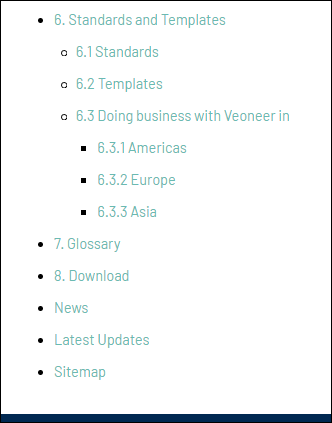 6. Standards and Templates
6.1 Standards
6.2 Templates
6.3 Doing business with Veoneer in
6.3.1 Americas
6.3.2 Europe
6.3.3 Asia
7. Glossary
8. Download
News
Latest Updates
Sitemap